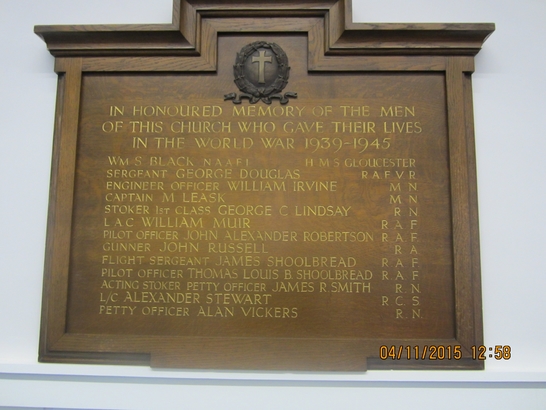 IN HONOURED MEMORY OF THE MEN
OF THIS CHURCH WHO GAVE THEIR LIVES
IN THE WORLD WAR 1939-1945
WM S. BLACK N A A F I H M S GLOUCESTER
SERGEANT GEORGE DOUGLAS R A F V R
ENGINEER OFFICER WILLIAM IRVINE M N
CAPTAIN M LEASK M N
STOKER 1ST CLASS GEORGE C LINDSAY R N
L A C WILLIAM MUIR R A F
PILOT OFFICER JOHN ALEXANDER ROBERTSON R A F
GUNNER JOHN RUSSELL R A
FLIGHT SERGEANT JAMES SHOOLBREAD R A F
PILOT OFFICER THOMAS LOUIS B SHOOLBREAD R A F
ACTING STOKER PETTY OFFICER JAMES R SMITH R N
L/C ALEXANDER STEWART R C S
PETTY OFFICER ALAN VICKERS R N
04/11/2015 12:58